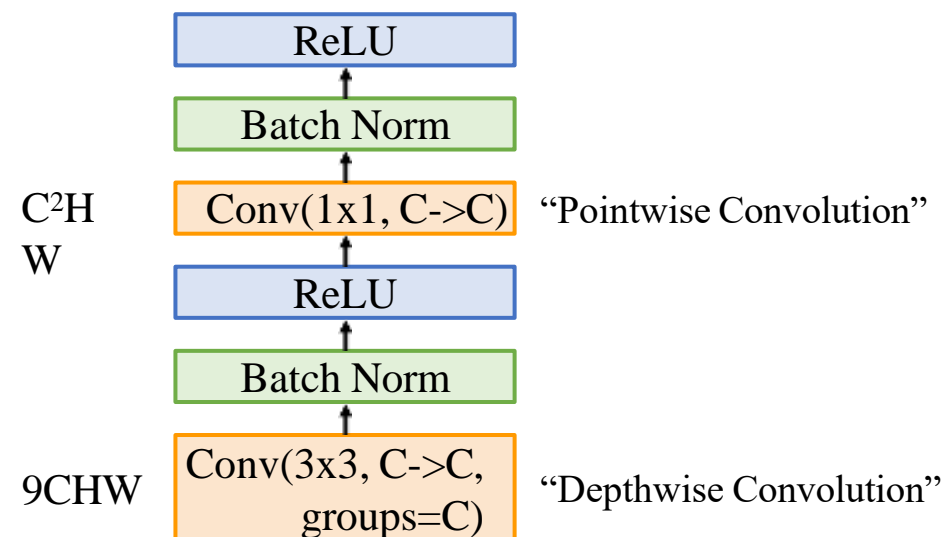 ReLU
Batch Norm
C²H
W
Conv(1x1, C->C)
“Pointwise Convolution”
ReLU
Batch Norm
9CHW
Conv(3x3, C->C,
groups=C)
“Depthwise Convolution”